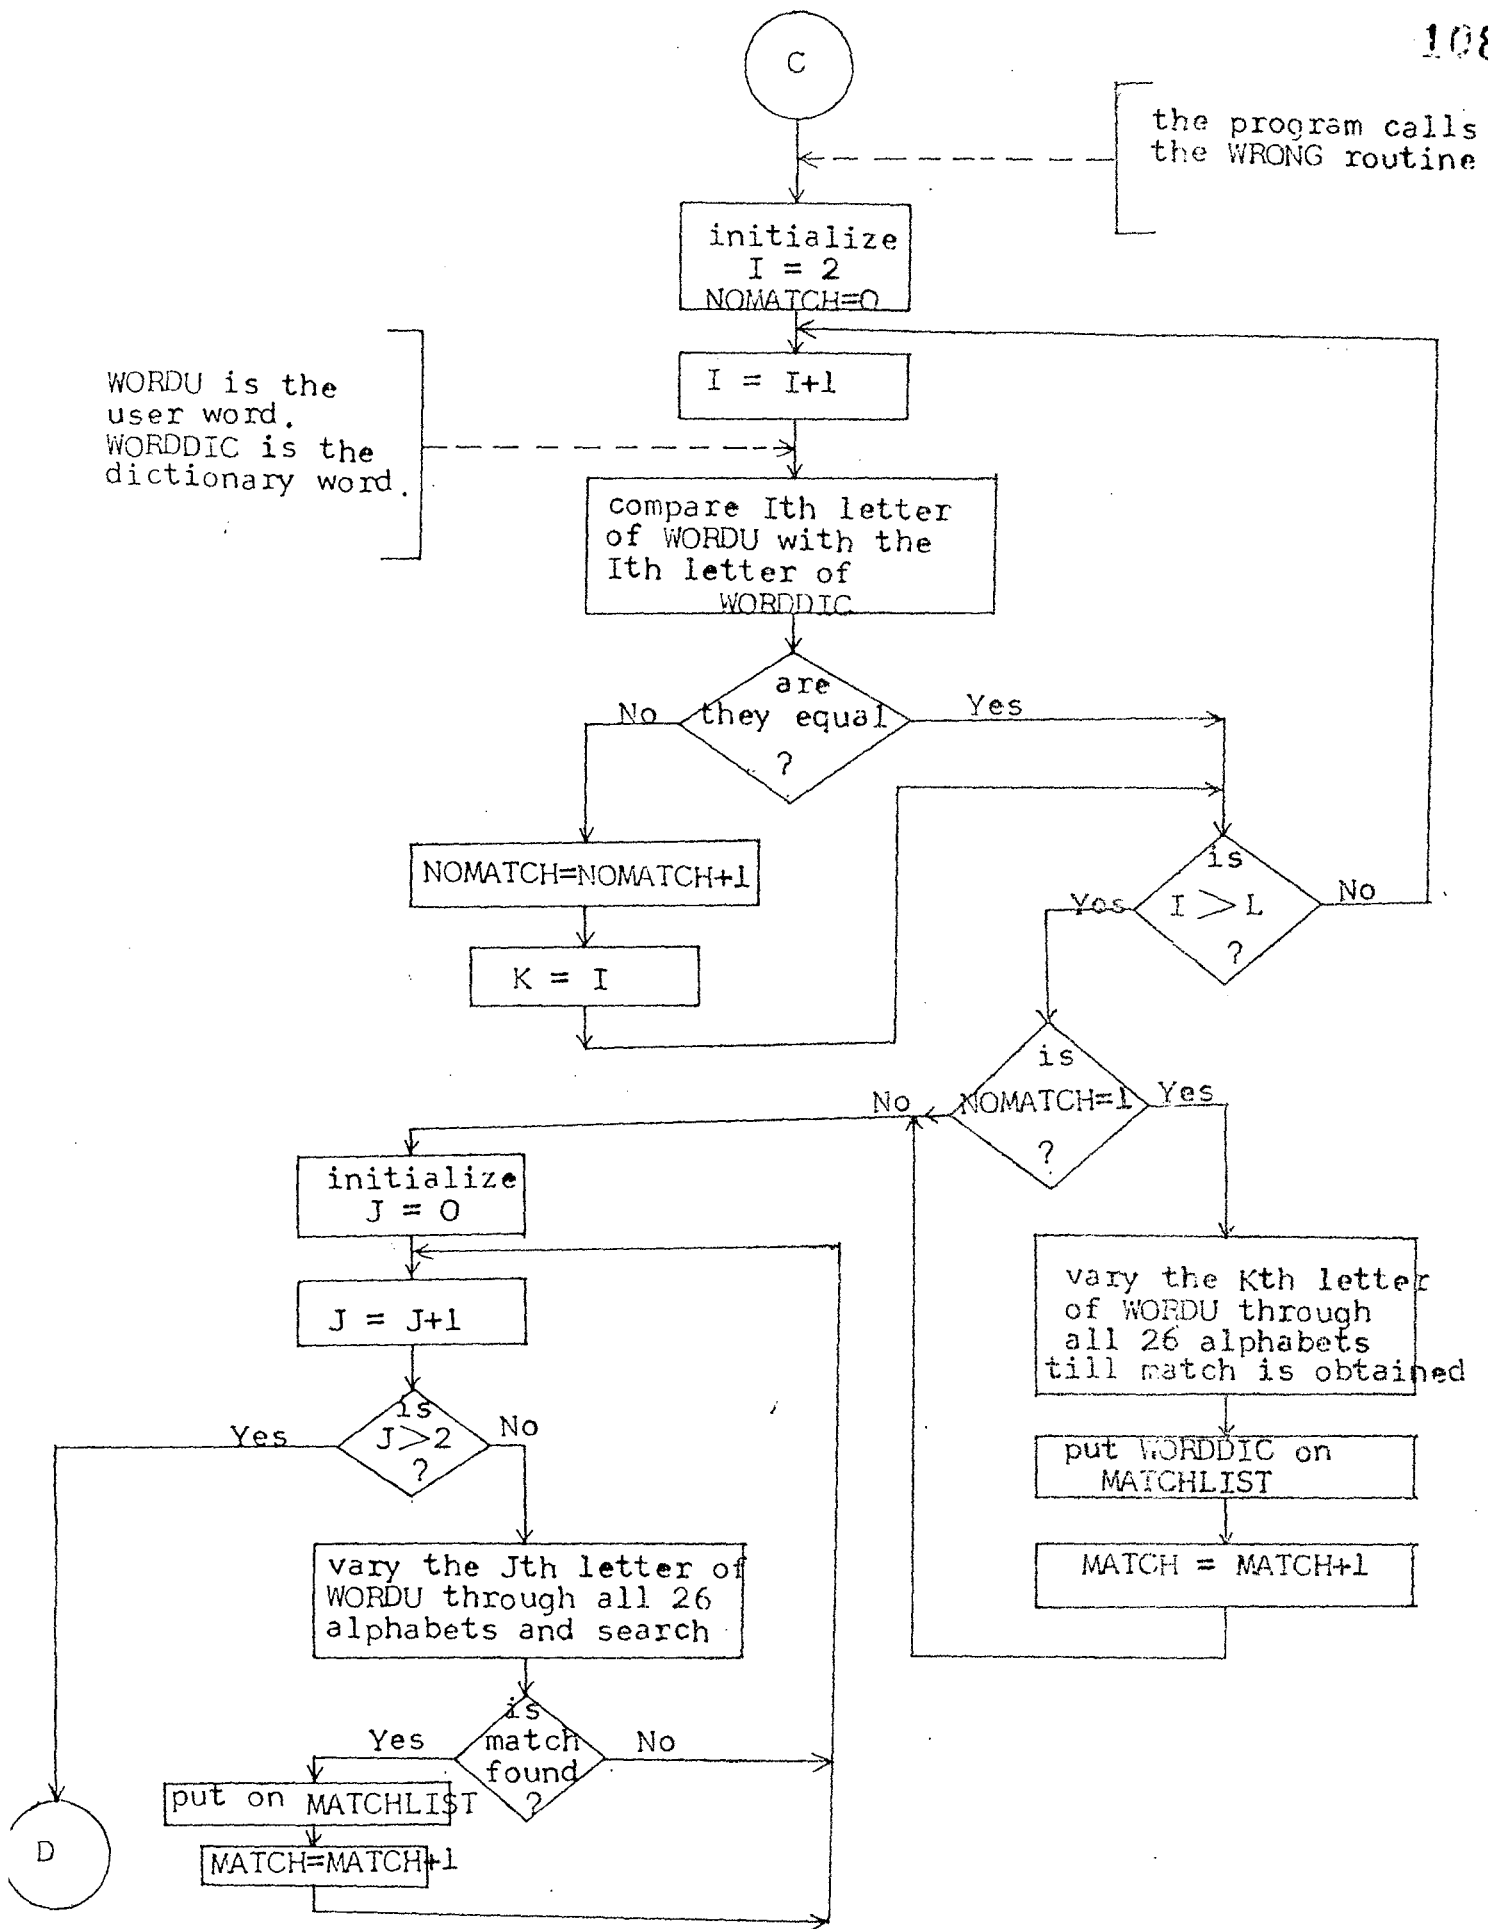 108
C
the program calls
the WRONG routine
initialize
I = 2
NOMATCH=0
I = I+1
WORDU is the
user word.
WORDDIC is the
dictionary word.
compare Ith letter
of WORDU with the
Ith letter of
WORDDIC
are
they equal
?
No
Yes
NOMATCH=NOMATCH+1
K = I
is
I > L
?
Yes
No
is
NOMATCH=1
?
No
Yes
initialize
J = 0
J = J+1
is
J>2
?
Yes
No
vary the Kth letter
of WORDU through
all 26 alphabets
till match is obtained
put WORDDIC on
MATCHLIST
MATCH = MATCH+1
vary the Jth letter of
WORDU through all 26
alphabets and search
is
match
found
?
Yes
No
put on MATCHLIST
MATCH=MATCH+1
D